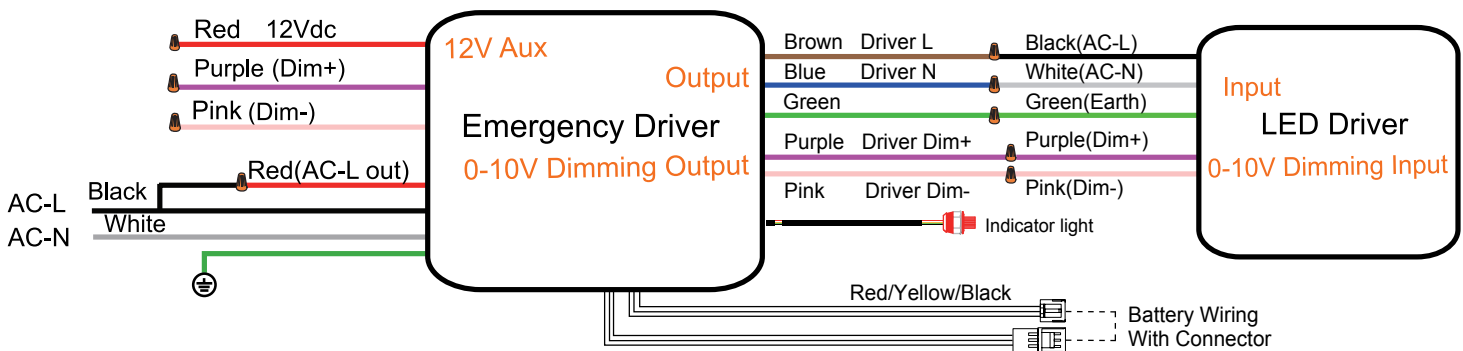 Red 12Vdc
Purple (Dim+)
Pink (Dim-)
Red(AC-L out)
Black
AC-L
White
AC-N
12V Aux
Output
Emergency Driver
0-10V Dimming Output
Brown Driver L
Blue Driver N
Green
Purple Driver Dim+
Pink Driver Dim-
Black(AC-L)
White(AC-N)
Green(Earth)
Purple(Dim+)
Pink(Dim-)
Indicator light
Input
LED Driver
0-10V Dimming Input
Red/Yellow/Black
Battery Wiring
With Connector